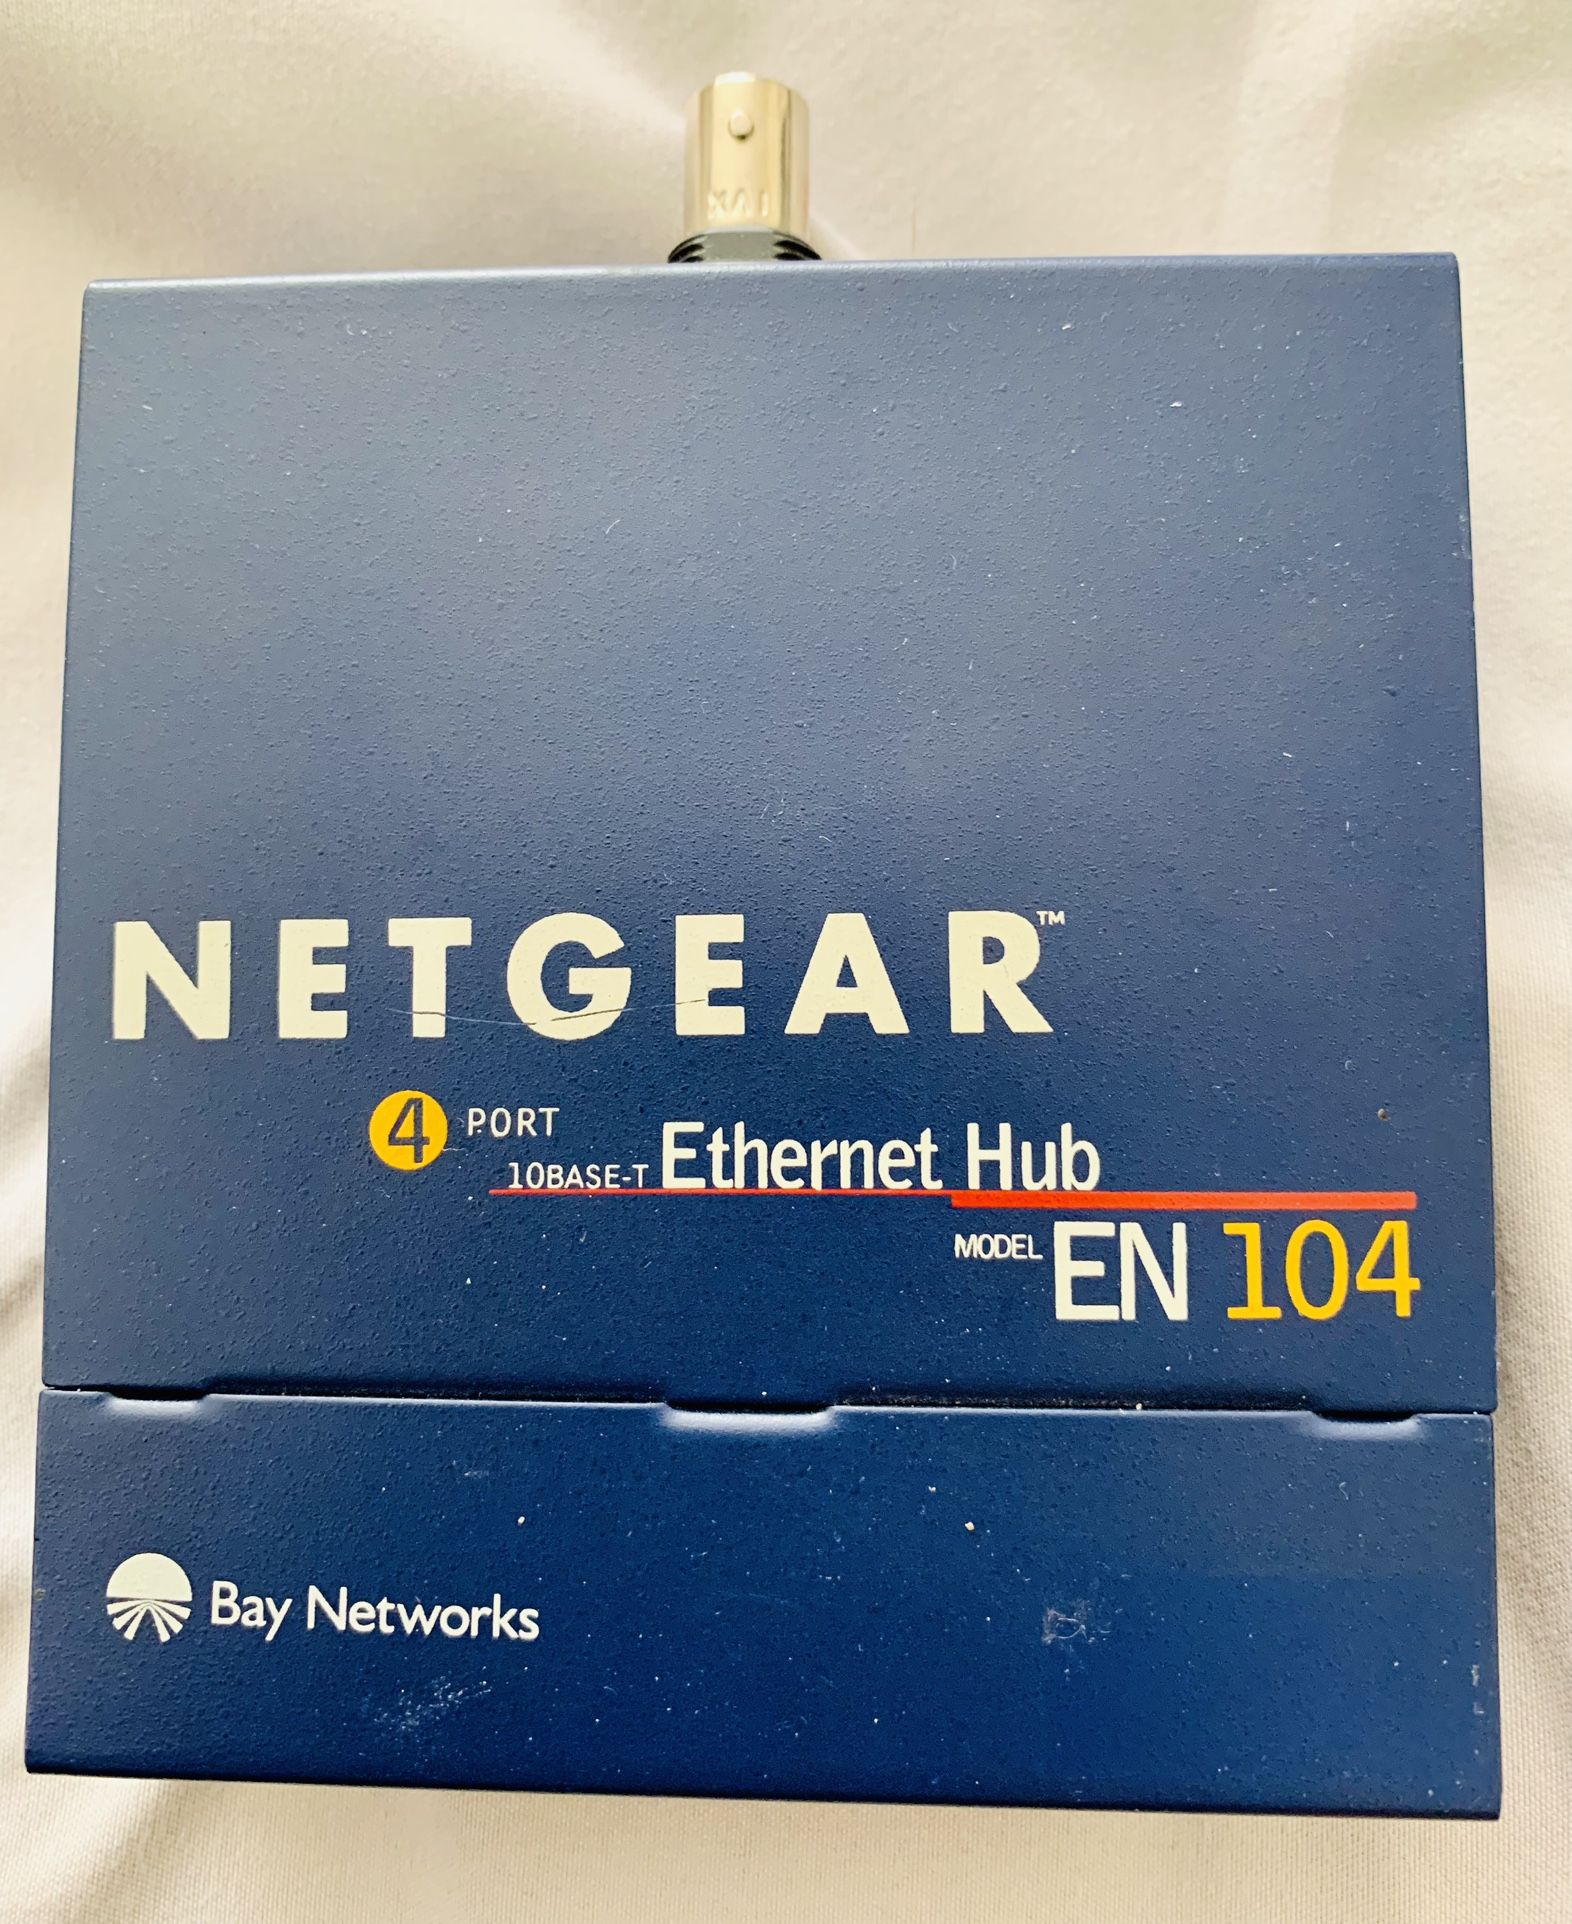 NETGEAR™
4 PORT
10BASE-T Ethernet Hub
MODEL EN 104
Bay Networks